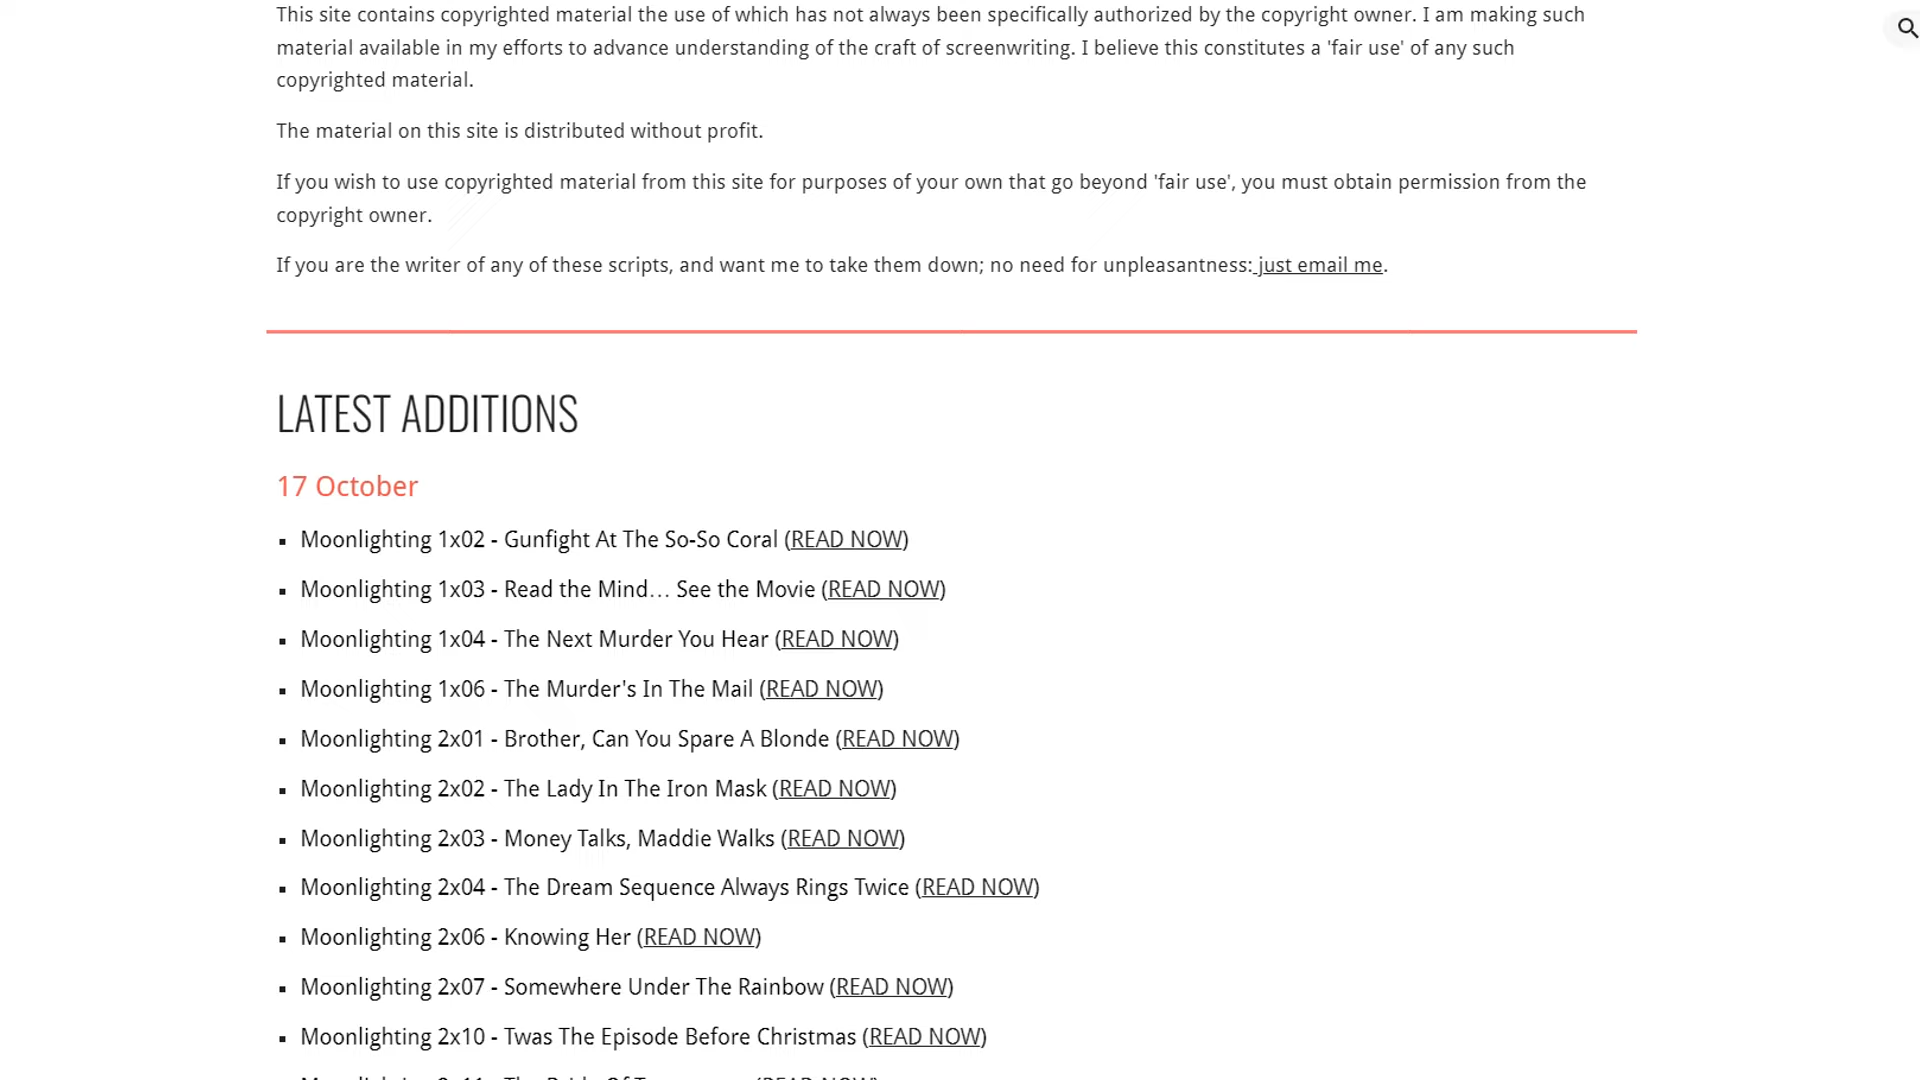 This site contains copyrighted material the use of which has not always been specifically authorized by the copyright owner. I am making such
material available in my efforts to advance understanding of the craft of screenwriting. I believe this constitutes a 'fair use' of any such
copyrighted material.
The material on this site is distributed without profit.
If you wish to use copyrighted material from this site for purposes of your own that go beyond 'fair use', you must obtain permission from the
copyright owner.
If you are the writer of any of these scripts, and want me to take them down; no need for unpleasantness: just email me.
LATEST ADDITIONS
17 October
▪ Moonlighting 1x02 - Gunfight At The So-So Coral (READ NOW)
▪ Moonlighting 1x03 - Read the Mind… See the Movie (READ NOW)
▪ Moonlighting 1x04 - The Next Murder You Hear (READ NOW)
▪ Moonlighting 1x06 - The Murder's In The Mail (READ NOW)
▪ Moonlighting 2x01 - Brother, Can You Spare A Blonde (READ NOW)
▪ Moonlighting 2x02 - The Lady In The Iron Mask (READ NOW)
▪ Moonlighting 2x03 - Money Talks, Maddie Walks (READ NOW)
▪ Moonlighting 2x04 - The Dream Sequence Always Rings Twice (READ NOW)
▪ Moonlighting 2x06 - Knowing Her (READ NOW)
▪ Moonlighting 2x07 - Somewhere Under The Rainbow (READ NOW)
▪ Moonlighting 2x10 - Twas The Episode Before Christmas (READ NOW)